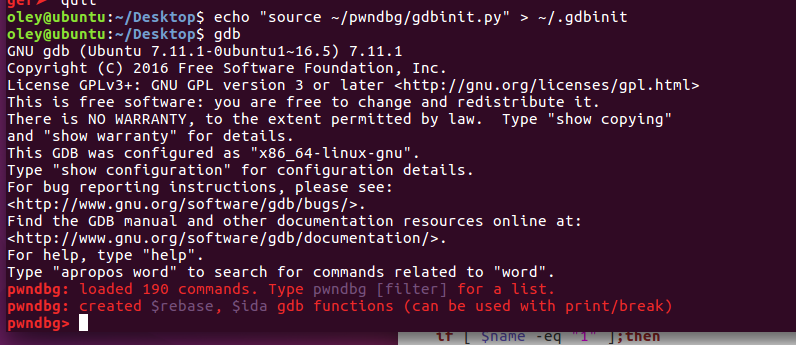 gef➤ quit
oley@ubuntu:~/Desktop$ echo "source ~/pwndbg/gdbinit.py" > ~/.gdbinit
oley@ubuntu:~/Desktop$ gdb
GNU gdb (Ubuntu 7.11.1-0ubuntu1~16.5) 7.11.1
Copyright (C) 2016 Free Software Foundation, Inc.
License GPLv3+: GNU GPL version 3 or later <http://gnu.org/licenses/gpl.html>
This is free software: you are free to change and redistribute it.
There is NO WARRANTY, to the extent permitted by law.  Type "show copying"
and "show warranty" for details.
This GDB was configured as "x86_64-linux-gnu".
Type "show configuration" for configuration details.
For bug reporting instructions, please see:
<http://www.gnu.org/software/gdb/bugs/>.
Find the GDB manual and other documentation resources online at:
<http://www.gnu.org/software/gdb/documentation/>.
For help, type "help".
Type "apropos word" to search for commands related to "word".
pwndbg: loaded 190 commands. Type pwndbg [filter] for a list.
pwndbg: created $rebase, $ida gdb functions (can be used with print/break)
pwndbg>
if [ $name -eq "1" ];then